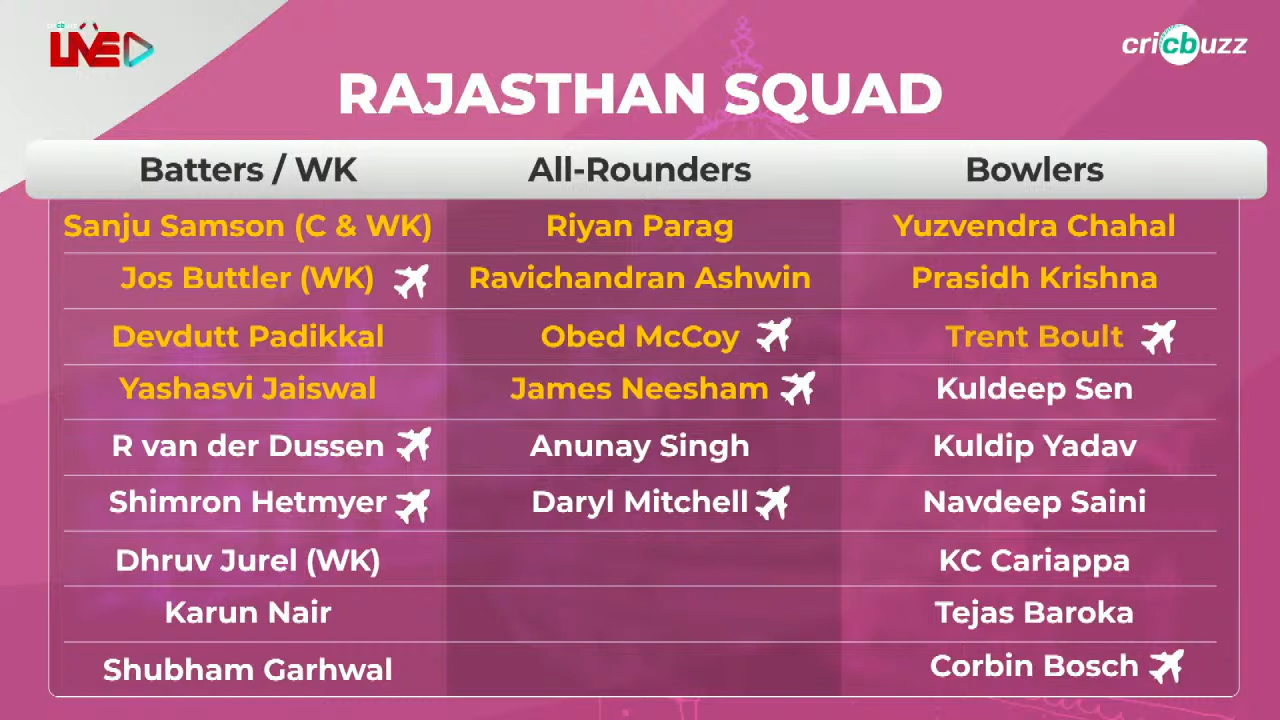 cricbuzz
LIVE
cricbuzz
RAJASTHAN SQUAD
Batters / WK All-Rounders Bowlers
Sanju Samson (C & WK) Riyan Parag Yuzvendra Chahal
Jos Buttler (WK) Ravichandran Ashwin Prasidh Krishna
Devdutt Padikkal Obed McCoy Trent Boult
Yashasvi Jaiswal James Neesham Kuldeep Sen
R van der Dussen Anunay Singh Kuldip Yadav
Shimron Hetmyer Daryl Mitchell Navdeep Saini
Dhruv Jurel (WK) KC Cariappa
Karun Nair Tejas Baroka
Shubham Garhwal Corbin Bosch